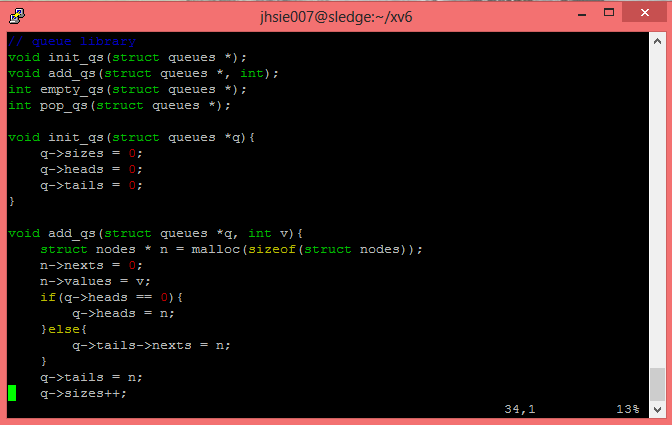 jhsie007@sledge:~/xv6
// queue library
void init_qs(struct queues *);
void add_qs(struct queues *, int);
int empty_qs(struct queues *);
int pop_qs(struct queues *);

void init_qs(struct queues *q){
    q->sizes = 0;
    q->heads = 0;
    q->tails = 0;
}

void add_qs(struct queues *q, int v){
    struct nodes * n = malloc(sizeof(struct nodes));
    n->nexts = 0;
    n->values = v;
    if(q->heads == 0){
        q->heads = n;
    }else{
        q->tails->nexts = n;
    }
    q->tails = n;
    q->sizes++;
34,1 13%